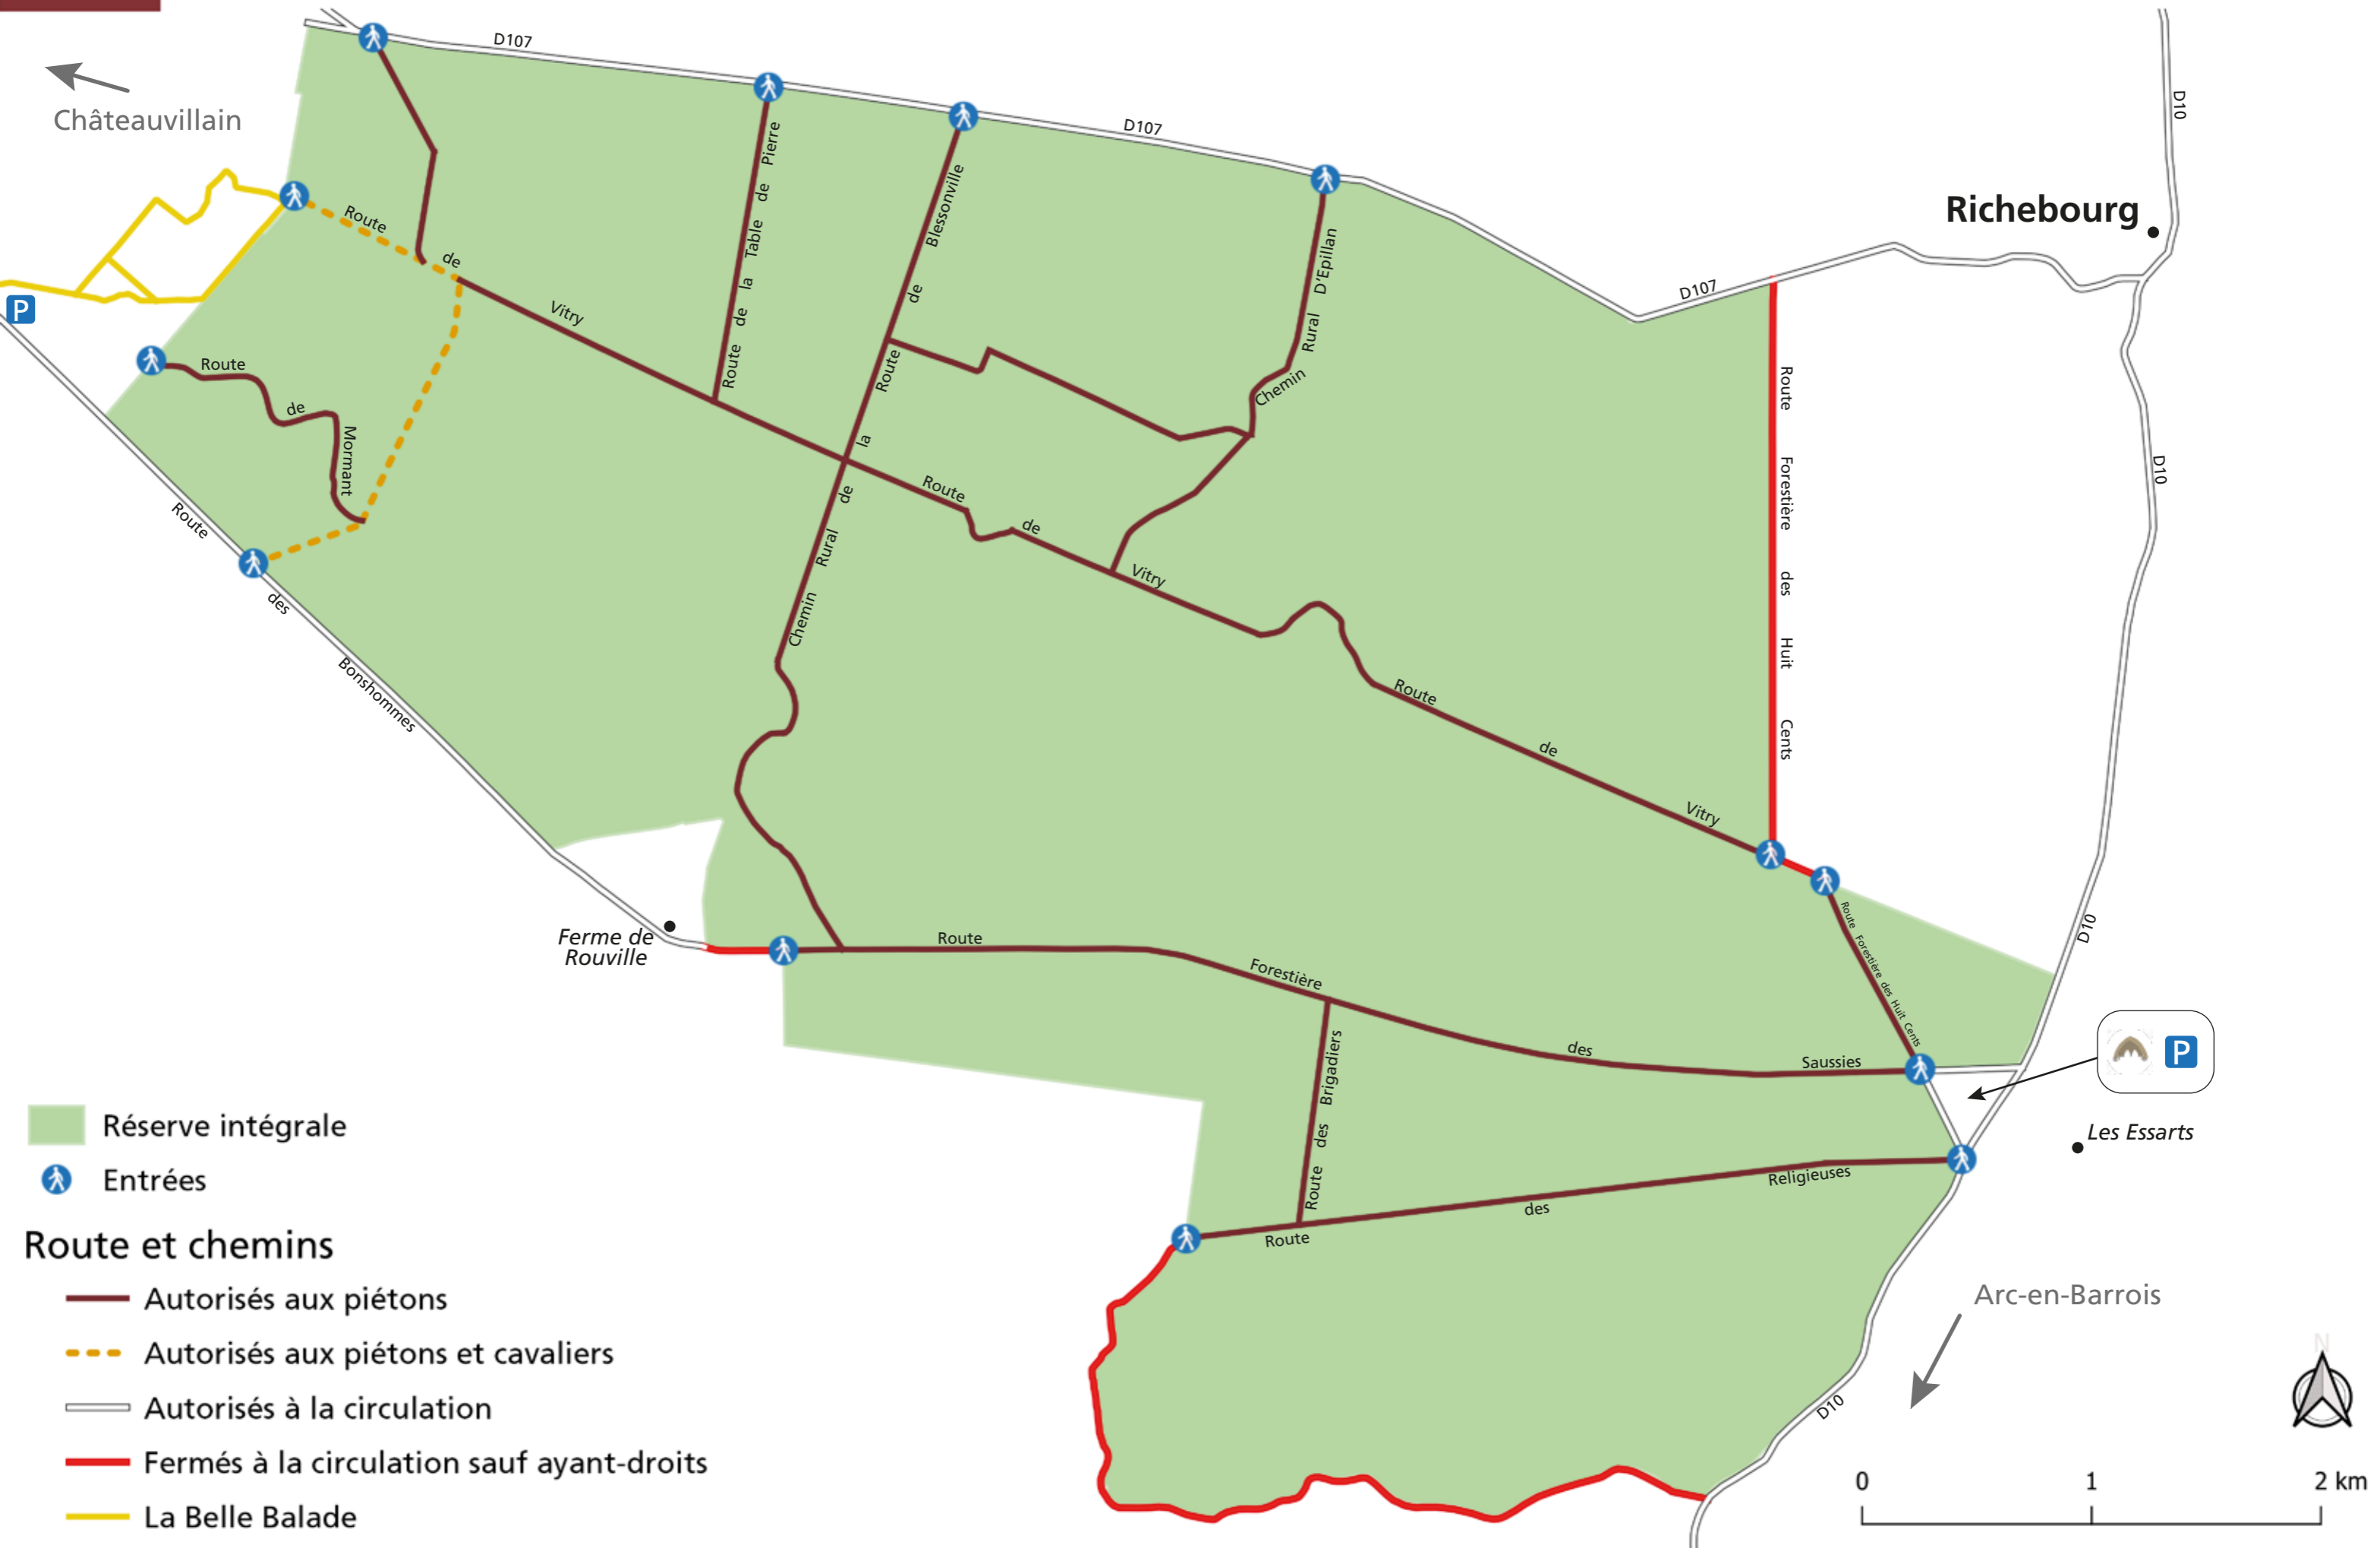 D107
Châteauvillain
D107
D10
Richebourg
Route de Vitry
Route de la Table de Pierre
Chemin Rural de la Route de Blessonville
Chemin Rural D'Epillan
D107
P
Route de Mormant
Route Forestière des Huit Cents
D10
Route de Vitry
Route des Bonshommes
Route de Vitry
D10
Ferme de
Rouville
Route Forestière des Saussies
Route Forestière des Huit Cents
Route des Brigadiers
P
Les Essarts
Route des Religieuses
Arc-en-Barrois
D10
Réserve intégrale
Entrées
Route et chemins
Autorisés aux piétons
Autorisés aux piétons et cavaliers
Autorisés à la circulation
Fermés à la circulation sauf ayant-droits
La Belle Balade
N
0 1 2 km